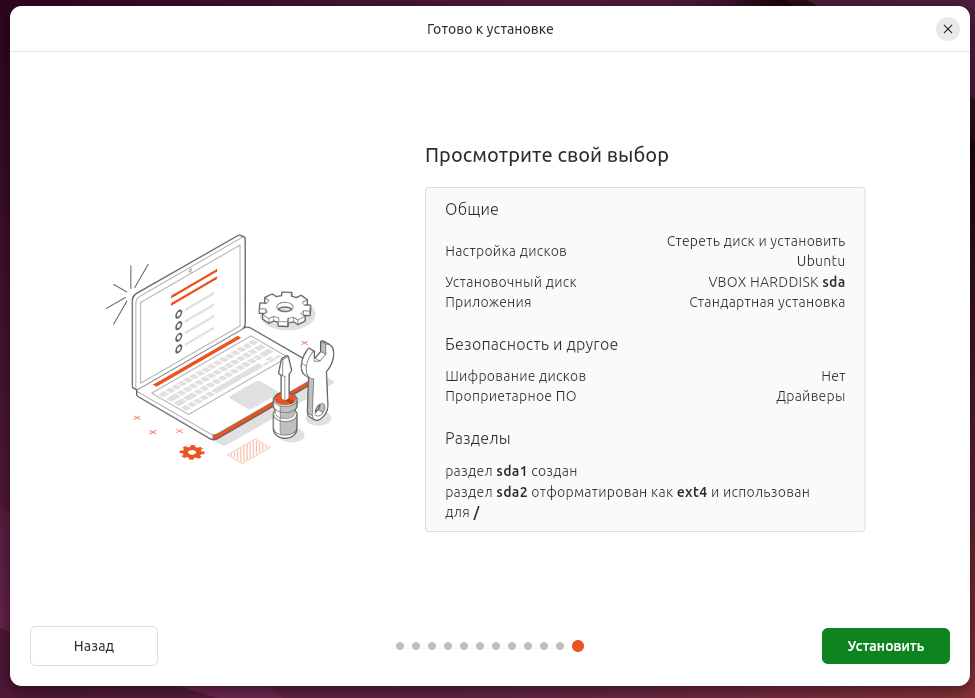 Готово к установке
Просмотрите свой выбор
Общие
Настройка дисков Стереть диск и установить Ubuntu
Установочный диск VBOX HARDDISK sda
Приложения Стандартная установка
Безопасность и другое
Шифрование дисков Нет
Проприетарное ПО Драйверы
Разделы
раздел sda1 создан
раздел sda2 отформатирован как ext4 и использован
для /
Назад
Установить